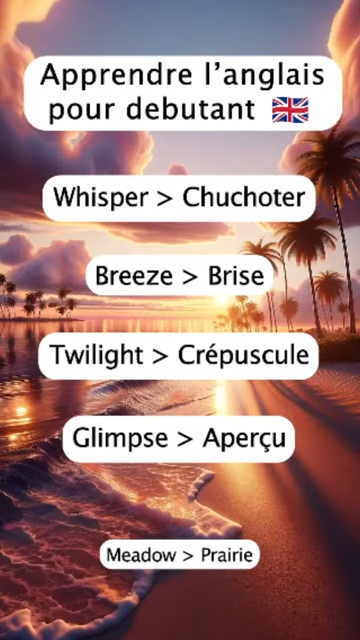 Apprendre l'anglais
pour debutant 🇬🇧
Whisper > Chuchoter
Breeze > Brise
Twilight > Crépuscule
Glimpse > Aperçu
Meadow > Prairie